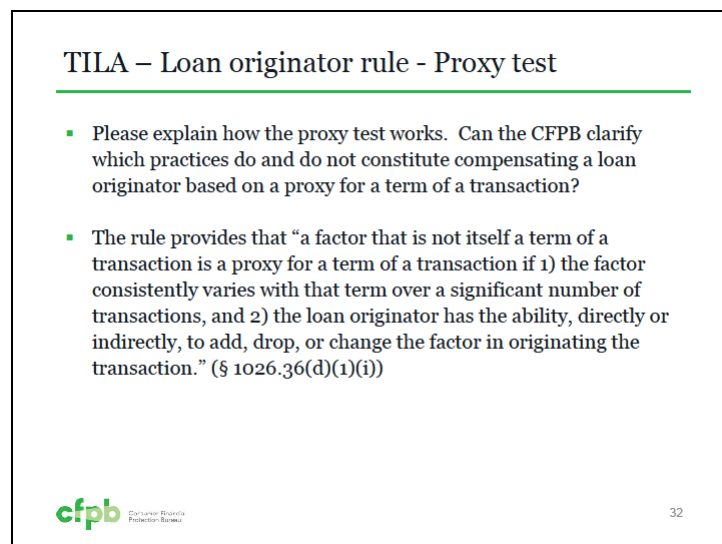 TILA – Loan originator rule - Proxy test
▪ Please explain how the proxy test works. Can the CFPB clarify
which practices do and do not constitute compensating a loan
originator based on a proxy for a term of a transaction?
▪ The rule provides that “a factor that is not itself a term of a
transaction is a proxy for a term of a transaction if 1) the factor
consistently varies with that term over a significant number of
transactions, and 2) the loan originator has the ability, directly or
indirectly, to add, drop, or change the factor in originating the
transaction.” (§ 1026.36(d)(1)(i))
cfpb Consumer Financial
Protection Bureau
32